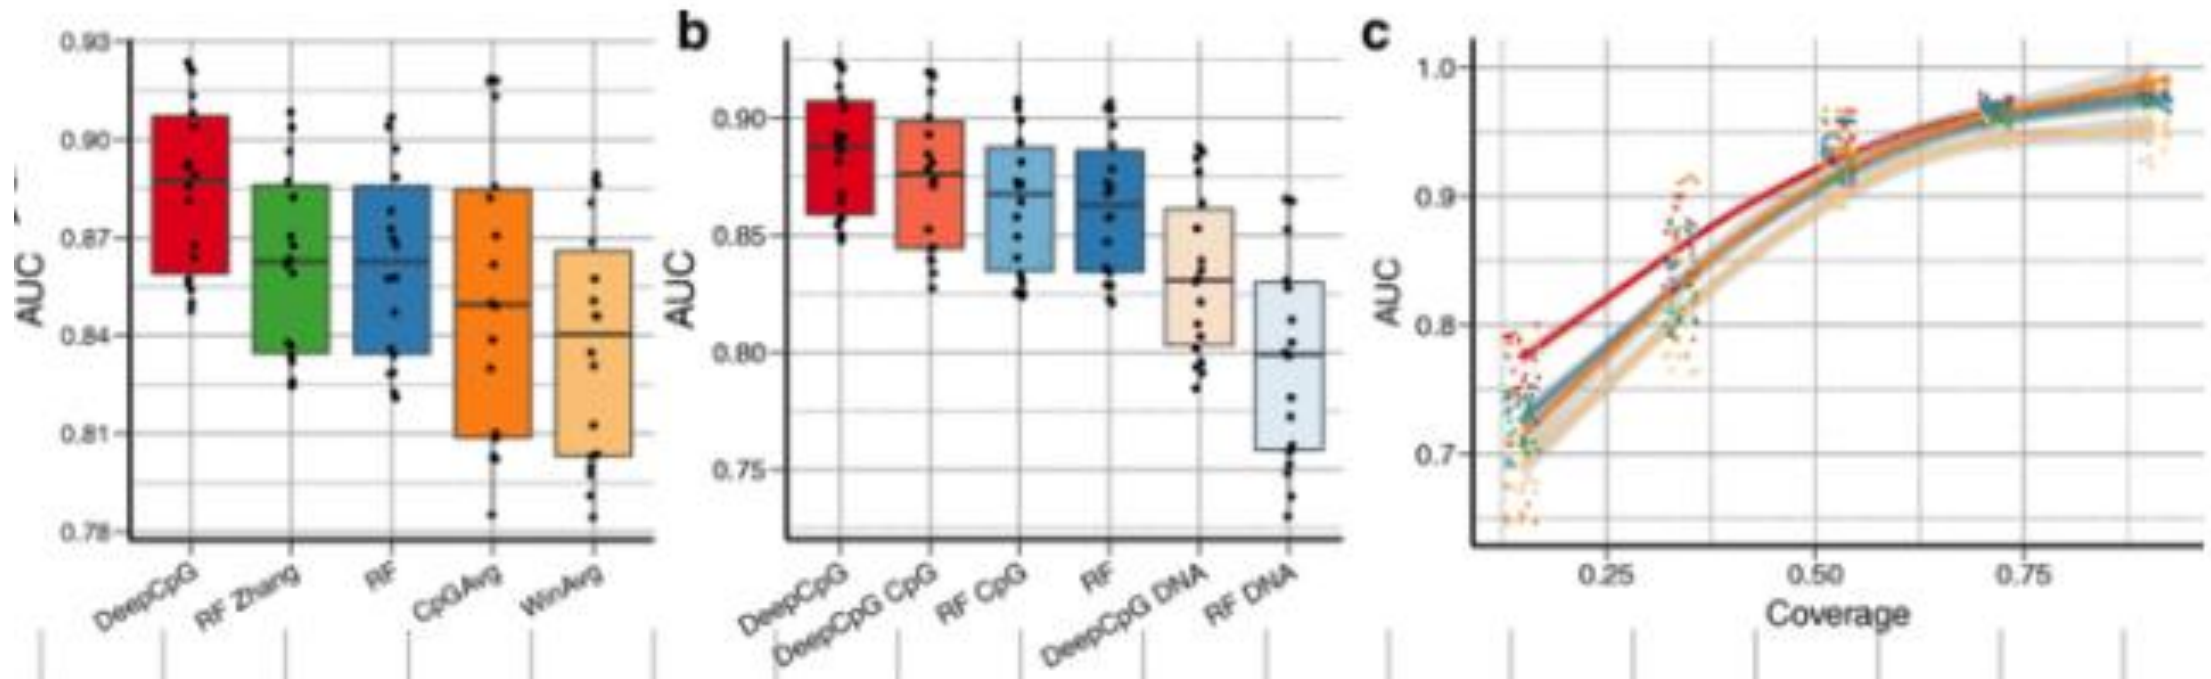 0.93
0.90
0.87
0.84
0.81
0.78
AUC
DeepCpG
RF Zhang
RF
CpGAvg
WinAvg
b
0.90
0.85
0.80
0.75
AUC
DeepCpG
DeepCpG CpG
RF CpG
RF
DeepCpG DNA
RF DNA
c
1.0
0.9
0.8
0.7
AUC
0.25
0.50
0.75
Coverage